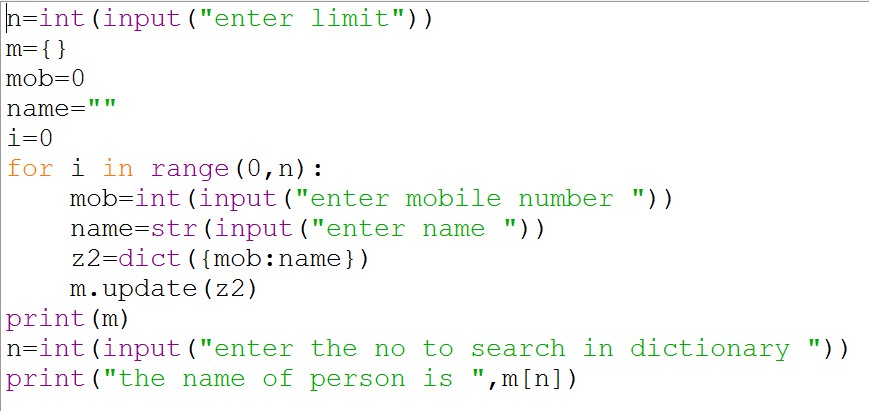 n=int(input("enter limit"))
m={}
mob=0
name=""
i=0
for i in range(0,n):
    mob=int(input("enter mobile number "))
    name=str(input("enter name "))
    z2=dict({mob:name})
    m.update(z2)
print(m)
n=int(input("enter the no to search in dictionary "))
print("the name of person is ",m[n])